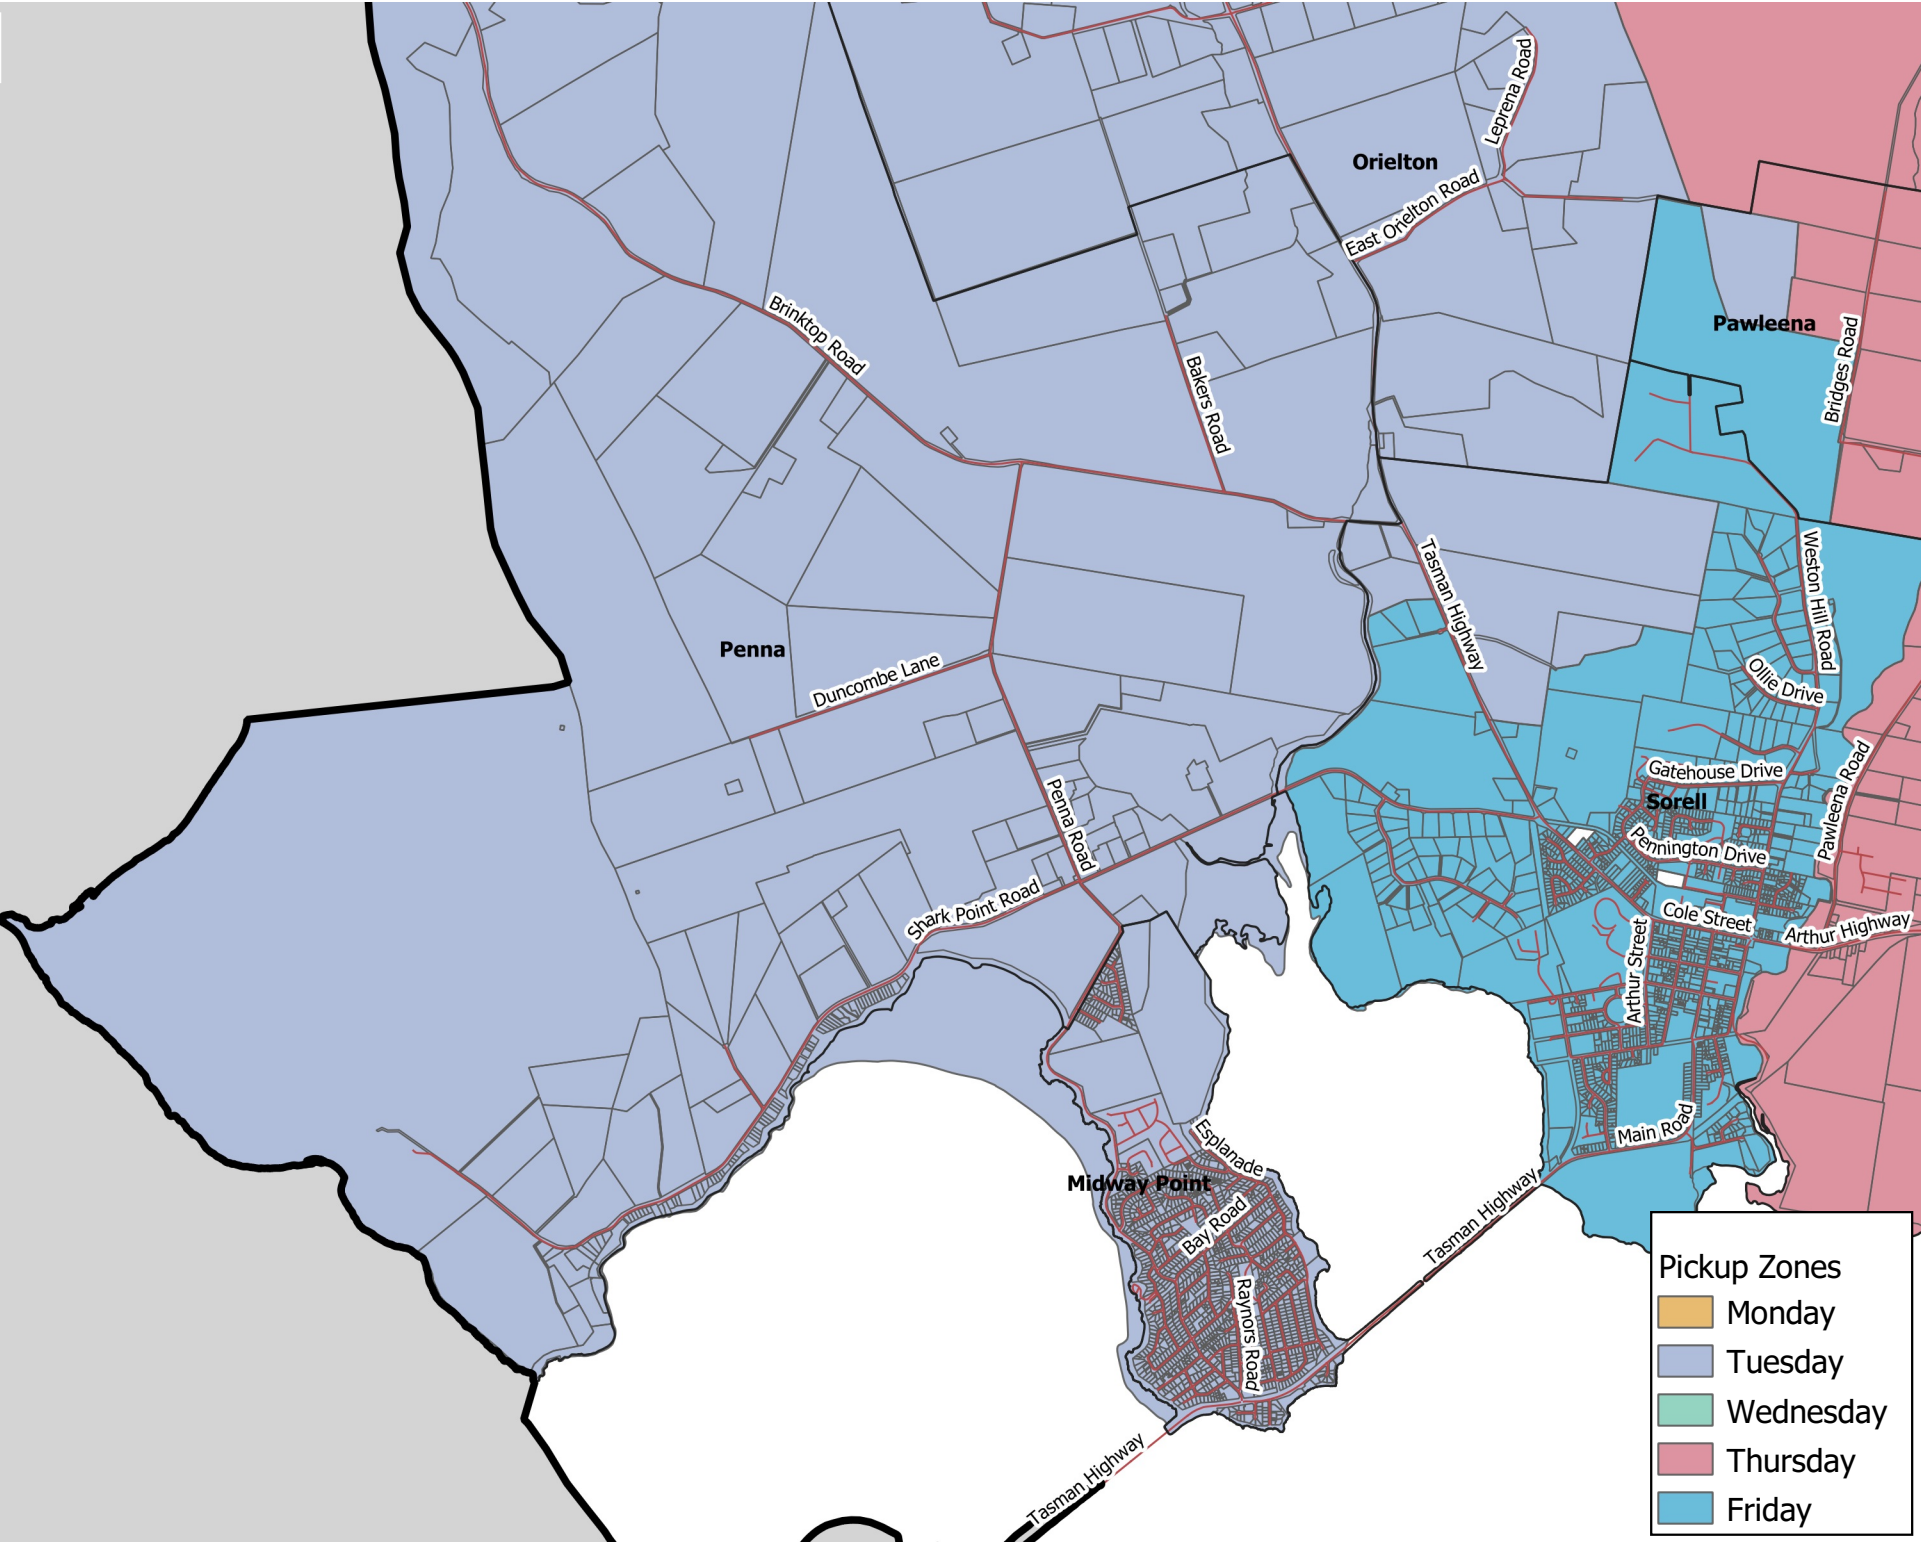 Leprena Road
Orielton
East Orielton Road
Brinktop Road
Pawleena
Bridges Road
Bakers Road
Tasman Highway
Weston Hill Road
Penna
Duncombe Lane
Ollie Drive
Gatehouse Drive
Sorell
Pawleena Road
Penna Road
Pennington Drive
Shark Point Road
Cole Street
Arthur Highway
Arthur Street
Main Road
Esplanade
Midway Point
Bay Road
Tasman Highway
Raynors Road
Tasman Highway
Pickup Zones
Monday
Tuesday
Wednesday
Thursday
Friday